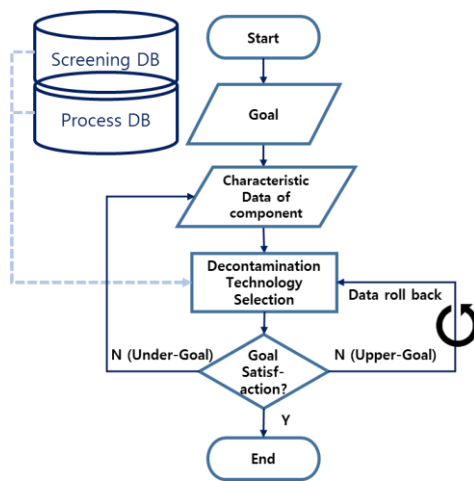 Screening DB
Process DB
Start
Goal
Characteristic
Data of
component
Decontamination
Technology
Selection
Data roll back
N (Under-Goal)
Goal
Satisf-
action?
N (Upper-Goal)
Y
End